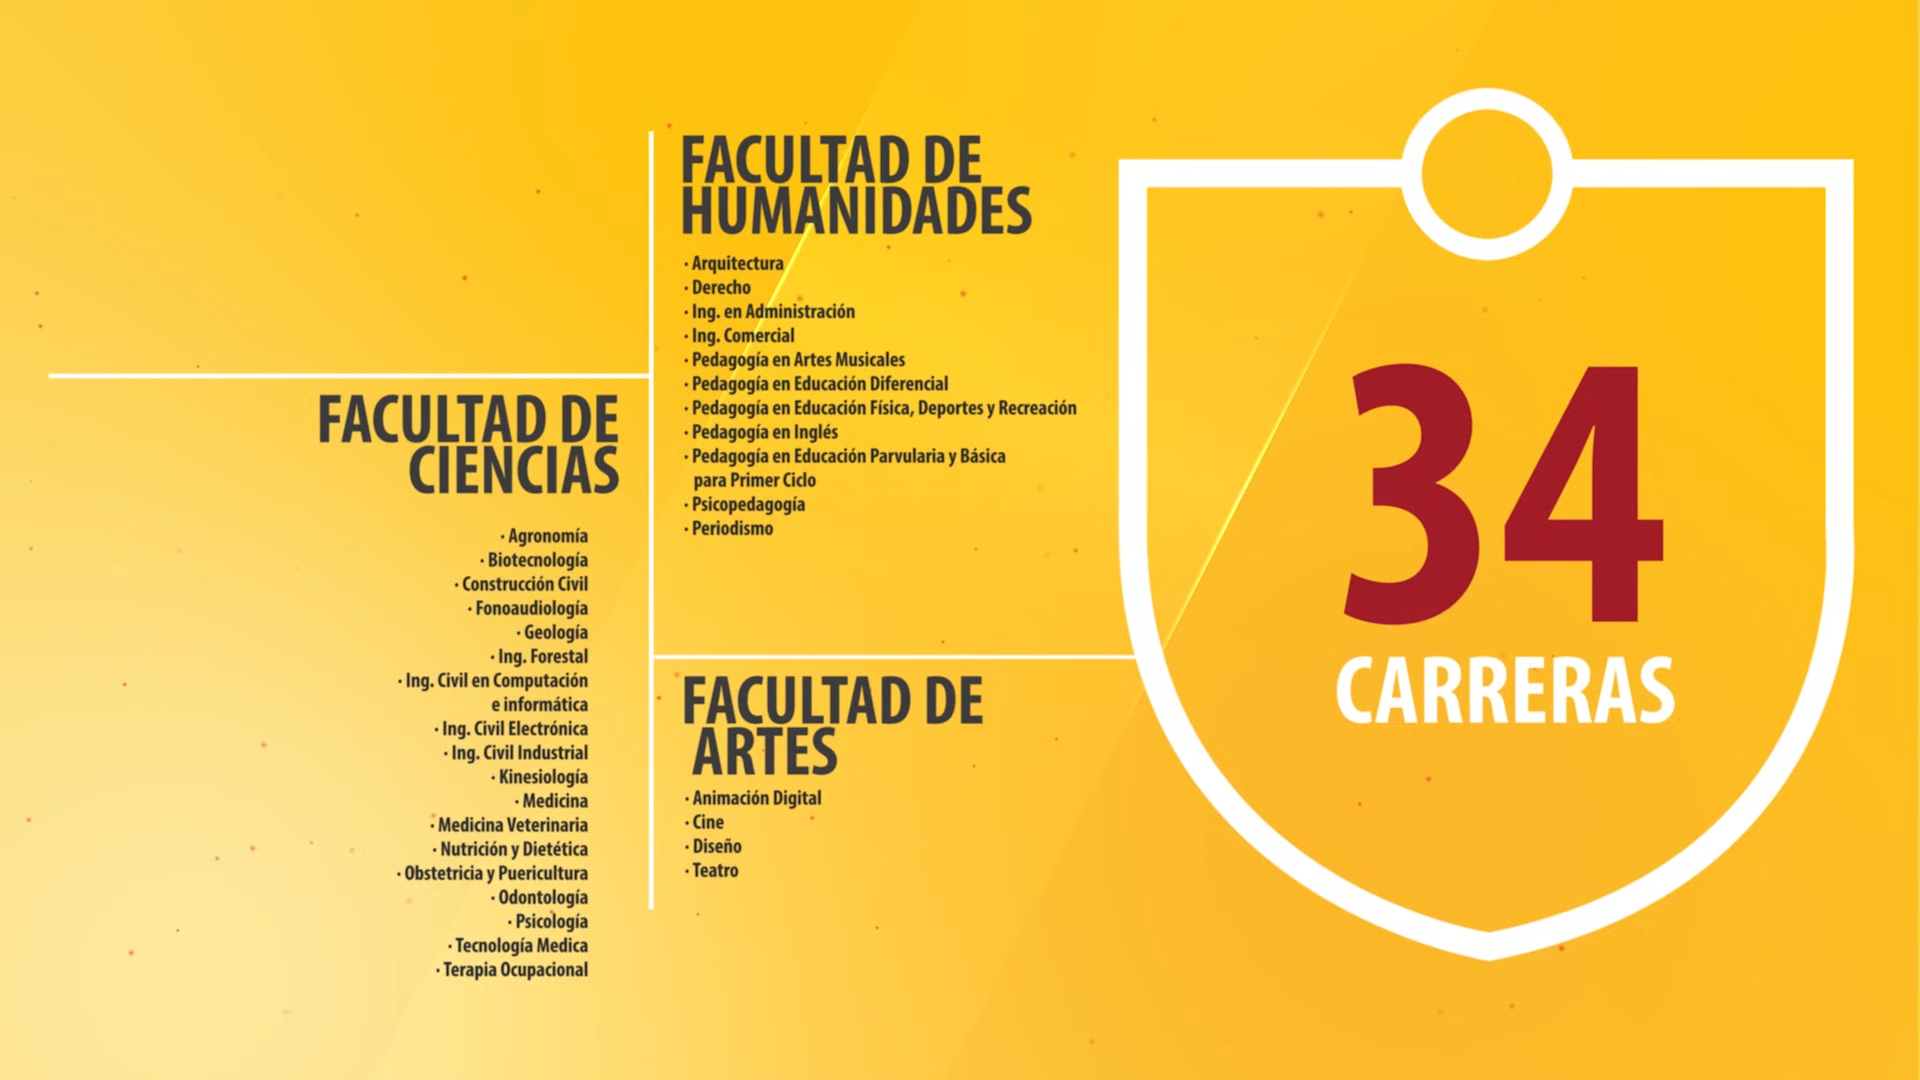 FACULTAD DE
HUMANIDADES
· Arquitectura
· Derecho
· Ing. en Administración
· Ing. Comercial
· Pedagogía en Artes Musicales
· Pedagogía en Educación Diferencial
· Pedagogía en Educación Física, Deportes y Recreación
· Pedagogía en Inglés
· Pedagogía en Educación Parvularia y Básica
para Primer Ciclo
· Psicopedagogía
· Periodismo
FACULTAD DE
CIENCIAS
· Agronomía
· Biotecnología
· Construcción Civil
· Fonoaudiología
· Geología
· Ing. Forestal
· Ing. Civil en Computación
e informática
· Ing. Civil Electrónica
· Ing. Civil Industrial
· Kinesiología
· Medicina
· Medicina Veterinaria
· Nutrición y Dietética
· Obstetricia y Puericultura
· Odontología
· Psicología
· Tecnología Medica
· Terapia Ocupacional
FACULTAD DE
ARTES
· Animación Digital
· Cine
· Diseño
· Teatro
34
CARRERAS